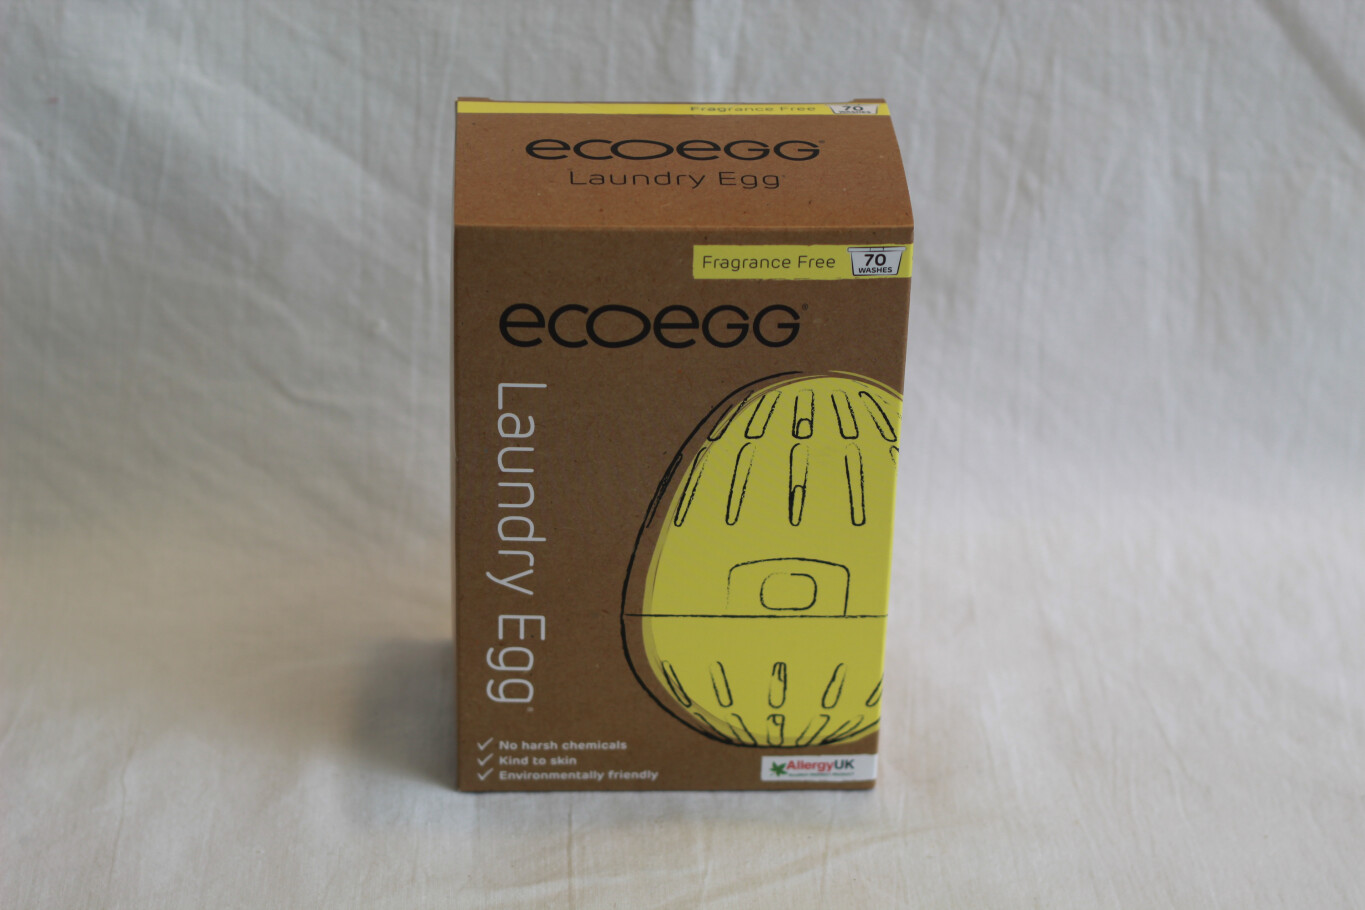 Fragrance Free 70
WASHES
ecoegg®
Laundry Egg
Fragrance Free 70
WASHES
ecoegg®
Laundry Egg®
No harsh chemicals
Kind to skin
Environmentally friendly
AllergyUK